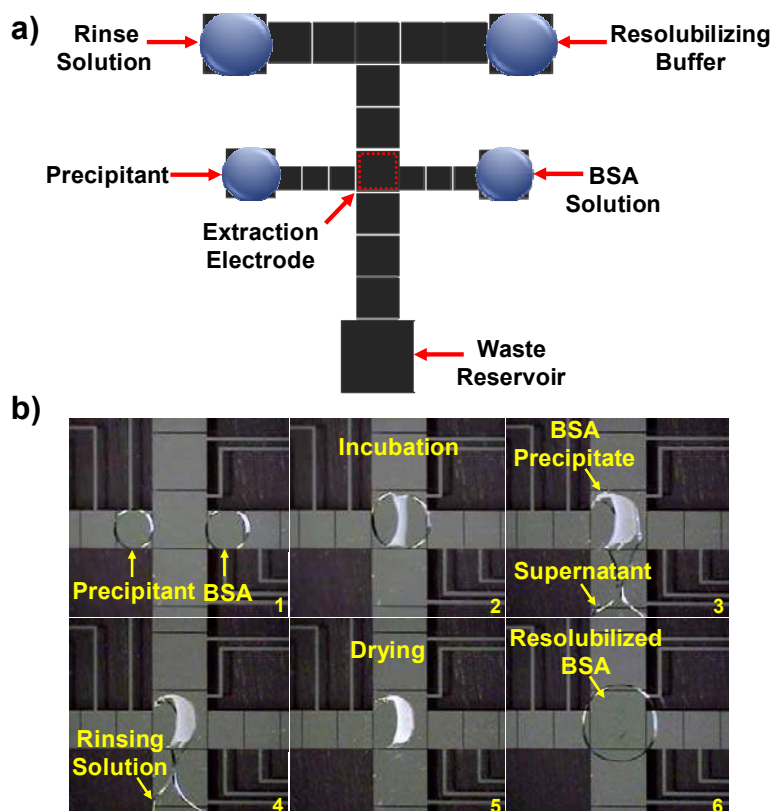 a)
Rinse
Solution
Resolubilizing
Buffer
Precipitant
BSA
Solution
Extraction
Electrode
Waste
Reservoir
b)
Precipitant
BSA
1
Incubation
2
BSA
Precipitate
Supernatant
3
Rinsing
Solution
4
Drying
5
Resolubilized
BSA
6